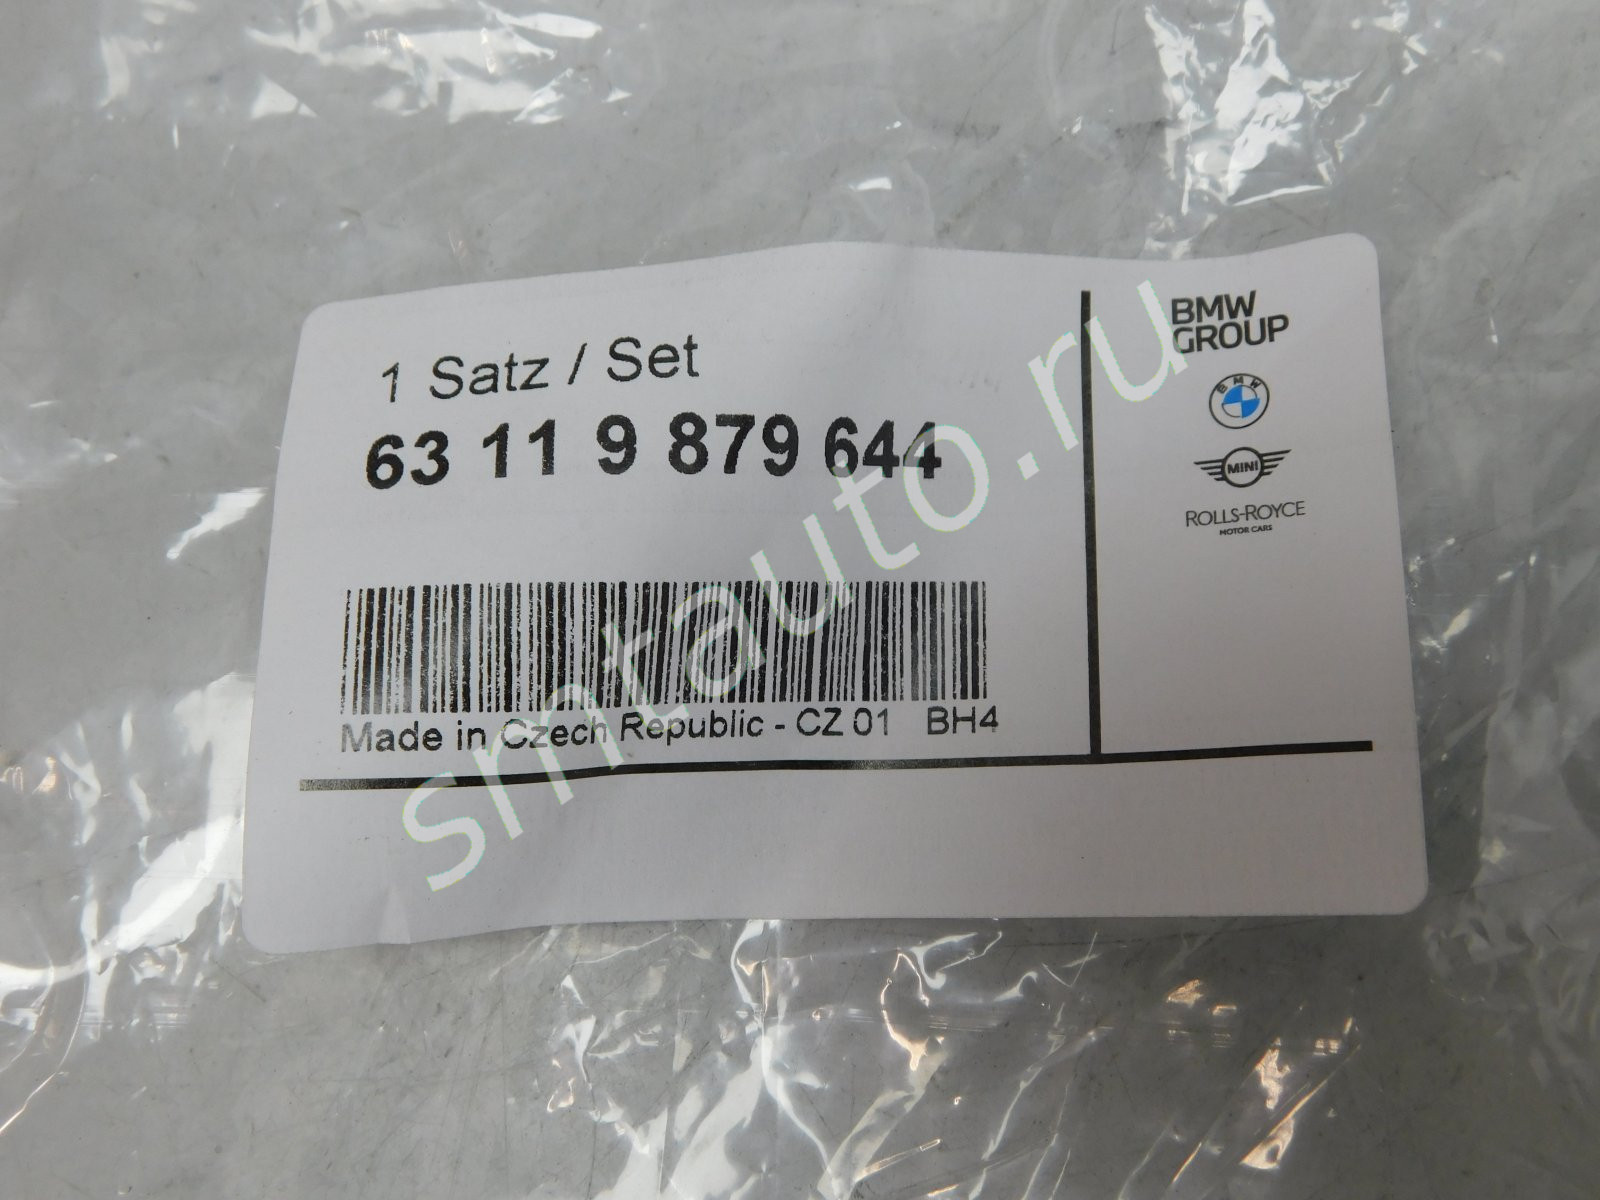 1 Satz / Set
63 11 9 879 644
Made in Czech Republic - CZ 01 BH4
BMW
GROUP
BMW
MINI
ROLLS-ROYCE
MOTOR CARS
smtauto.ru